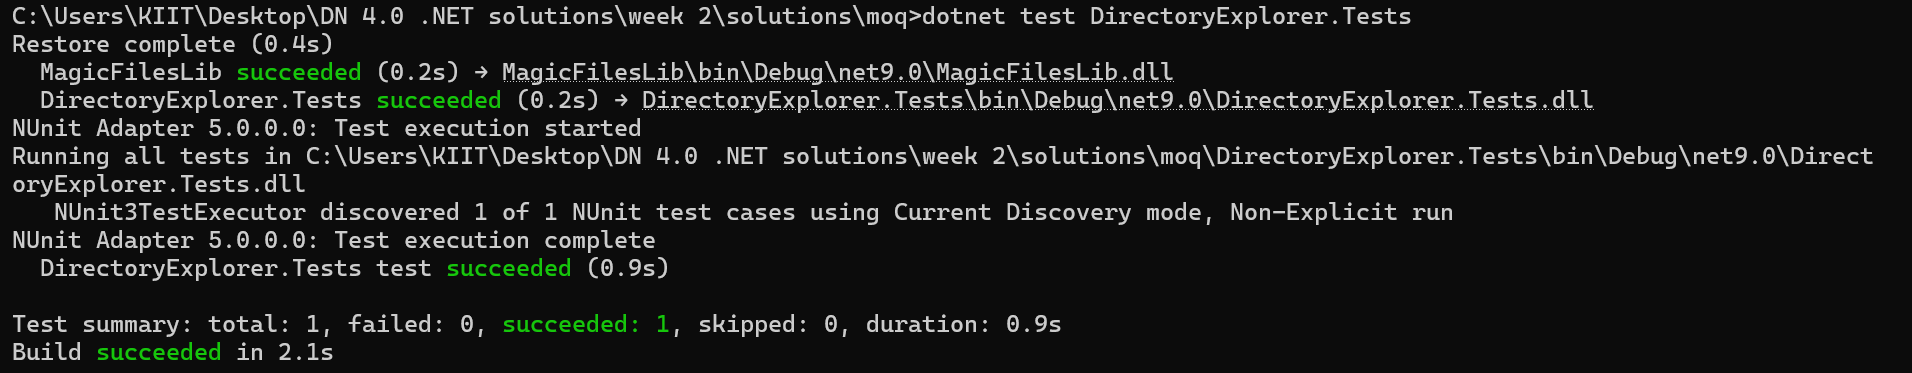 C:\Users\KIIT\Desktop\DN 4.0 .NET solutions\week 2\solutions\moq>dotnet test DirectoryExplorer.Tests
Restore complete (0.4s)
  MagicFilesLib succeeded (0.2s) → MagicFilesLib\bin\Debug\net9.0\MagicFilesLib.dll
  DirectoryExplorer.Tests succeeded (0.2s) → DirectoryExplorer.Tests\bin\Debug\net9.0\DirectoryExplorer.Tests.dll
NUnit Adapter 5.0.0.0: Test execution started
Running all tests in C:\Users\KIIT\Desktop\DN 4.0 .NET solutions\week 2\solutions\moq\DirectoryExplorer.Tests\bin\Debug\net9.0\Direct
oryExplorer.Tests.dll
   NUnit3TestExecutor discovered 1 of 1 NUnit test cases using Current Discovery mode, Non-Explicit run
NUnit Adapter 5.0.0.0: Test execution complete
  DirectoryExplorer.Tests test succeeded (0.9s)

Test summary: total: 1, failed: 0, succeeded: 1, skipped: 0, duration: 0.9s
Build succeeded in 2.1s